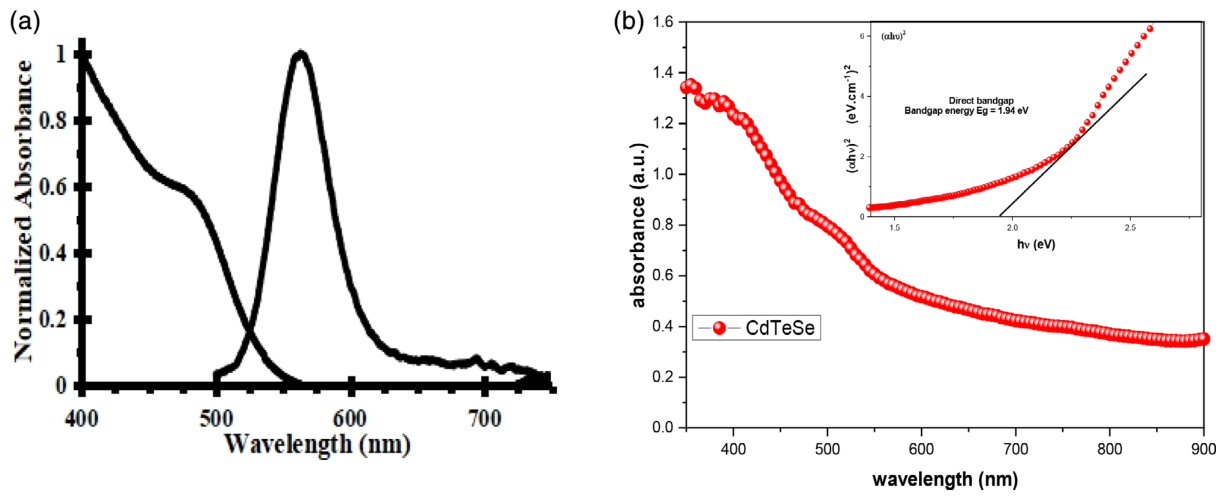 (a)
Normalized Absorbance
1
0.8
0.6
0.4
0.2
0
400
500
600
700
Wavelength (nm)
(b)
absorbance (a.u.)
1.6
1.4
1.2
1.0
0.8
0.6
0.4
0.2
0.0
CdTeSe
400
500
600
700
800
900
wavelength (nm)
(αhυ)²
(αhυ)² (eV.cm⁻¹)²
6
4
2
0
Direct bandgap
Bandgap energy Eg = 1.94 eV
1.5
2.0
2.5
hν (eV)